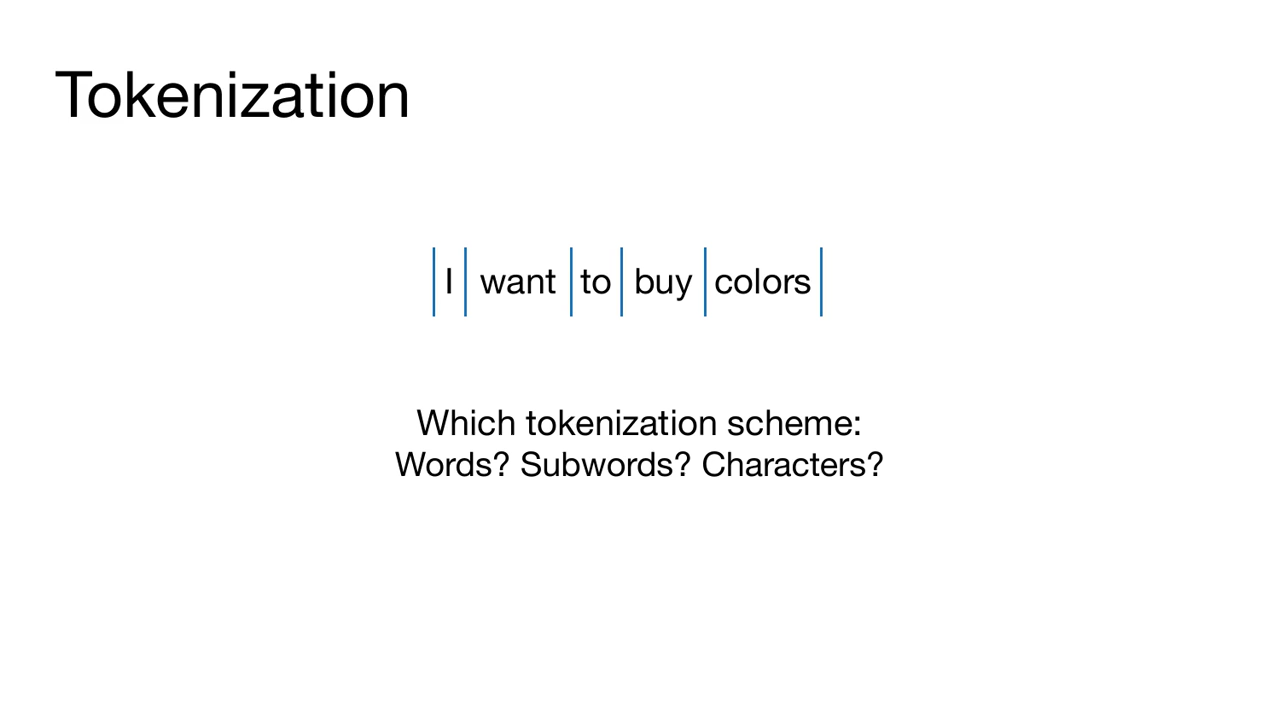 Tokenization
I want to buy colors
Which tokenization scheme:
Words? Subwords? Characters?